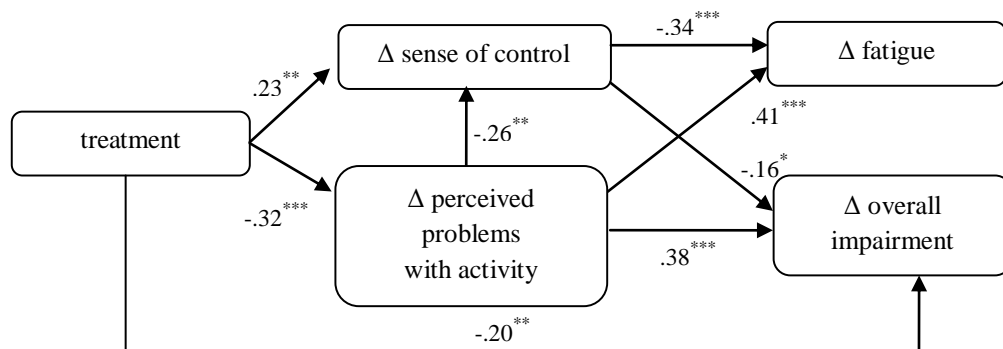 -.34***
Δ sense of control
Δ fatigue
.23**
.41***
treatment
-.26**
-.16*
-.32***
Δ perceived
problems
with activity
Δ overall
impairment
.38***
-.20**